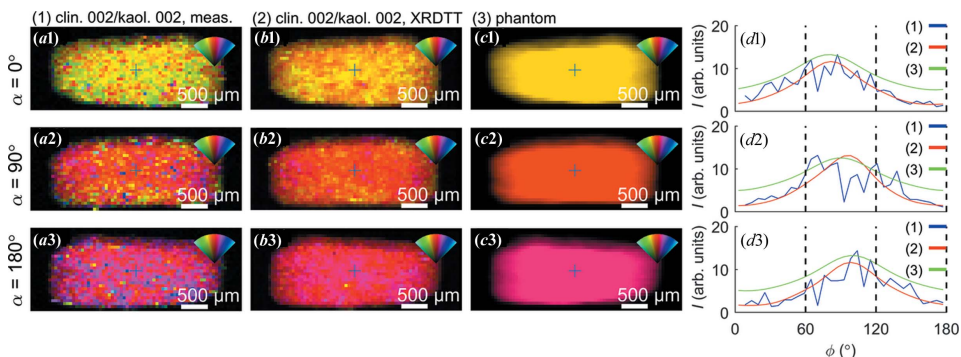 (1) clin. 002/kaol. 002, meas. (2) clin. 002/kaol. 002, XRDTT (3) phantom
α = 0°
(a1) 500 μm
(b1) 500 μm
(c1) 500 μm
α = 90°
(a2) 500 μm
(b2) 500 μm
(c2) 500 μm
α = 180°
(a3) 500 μm
(b3) 500 μm
(c3) 500 μm
I (arb. units)
20
10
0
(d1)
(1)
(2)
(3)
I (arb. units)
20
10
0
(d2)
(1)
(2)
(3)
I (arb. units)
20
10
0
(d3)
(1)
(2)
(3)
0 60 120 180
ϕ (°)